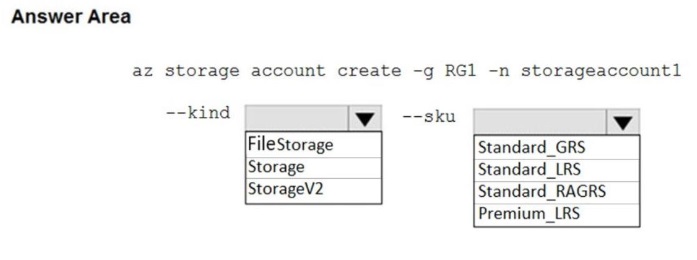 Answer Area
az storage account create -g RG1 -n storageaccount1
--kind
FileStorage
Storage
StorageV2
--sku
Standard_GRS
Standard_LRS
Standard_RAGRS
Premium_LRS